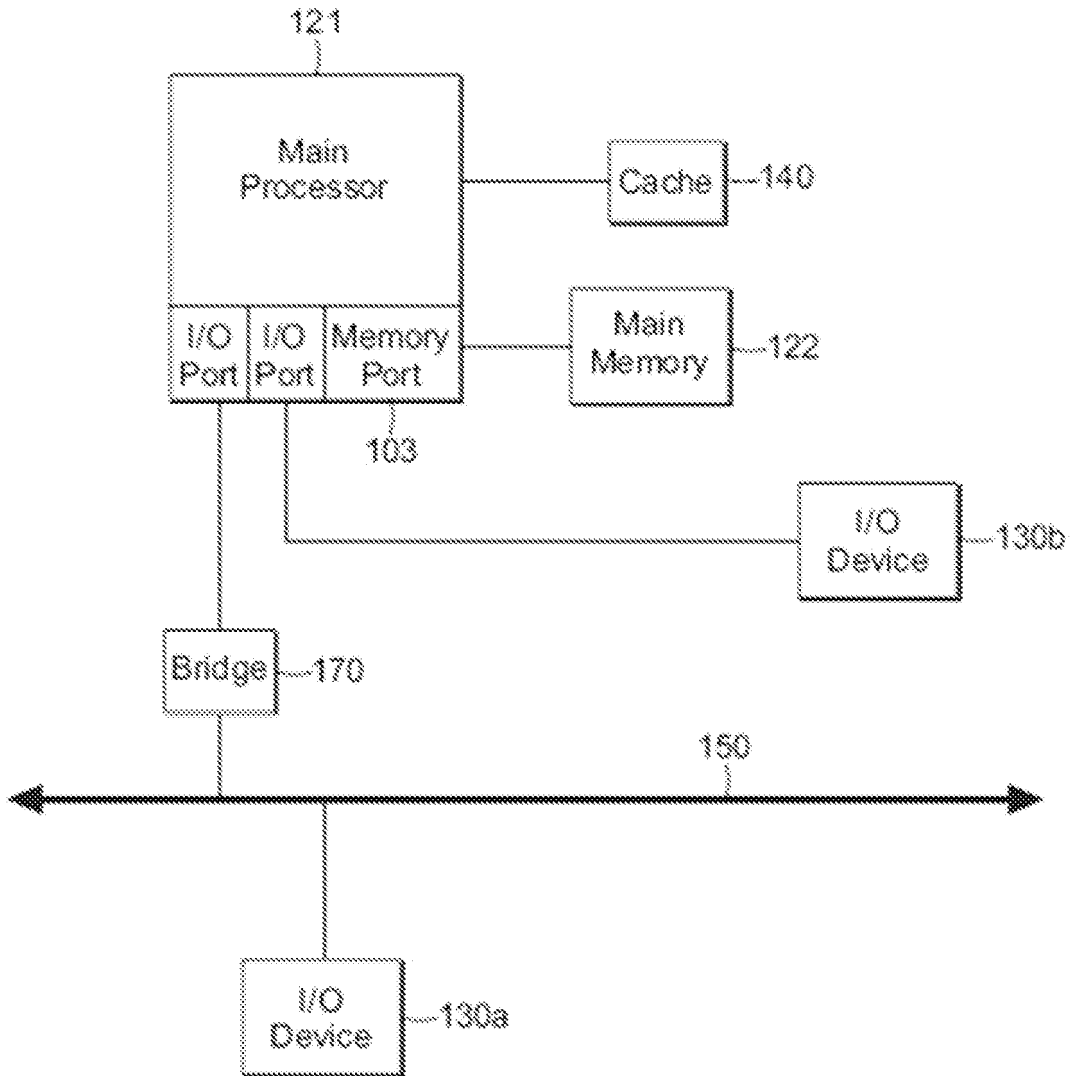 121
Main
Processor
Cache
140
I/O
Port
I/O
Port
Memory
Port
103
Main
Memory
122
I/O
Device
130b
Bridge
170
150
I/O
Device
130a